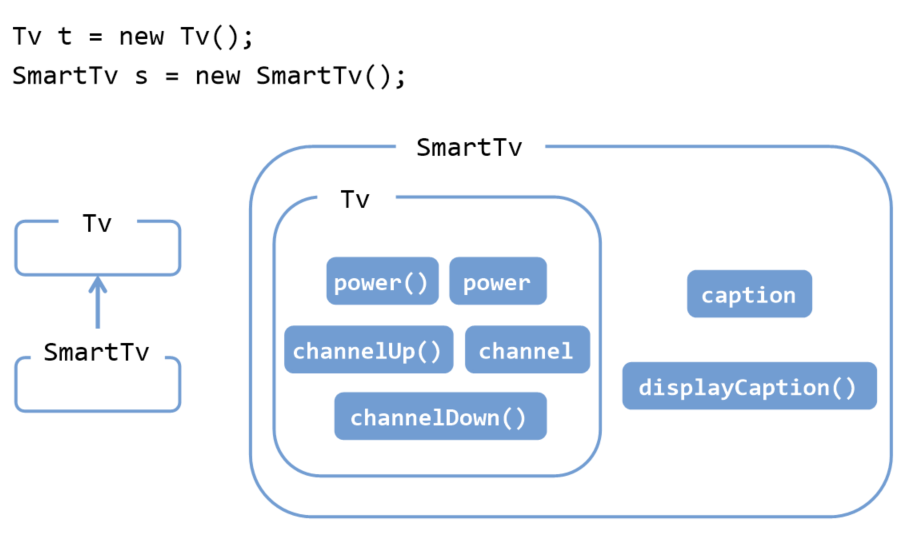 Tv t = new Tv();
SmartTv s = new SmartTv();
Tv
SmartTv
SmartTv
Tv
power() power
channelUp() channel
channelDown()
caption
displayCaption()